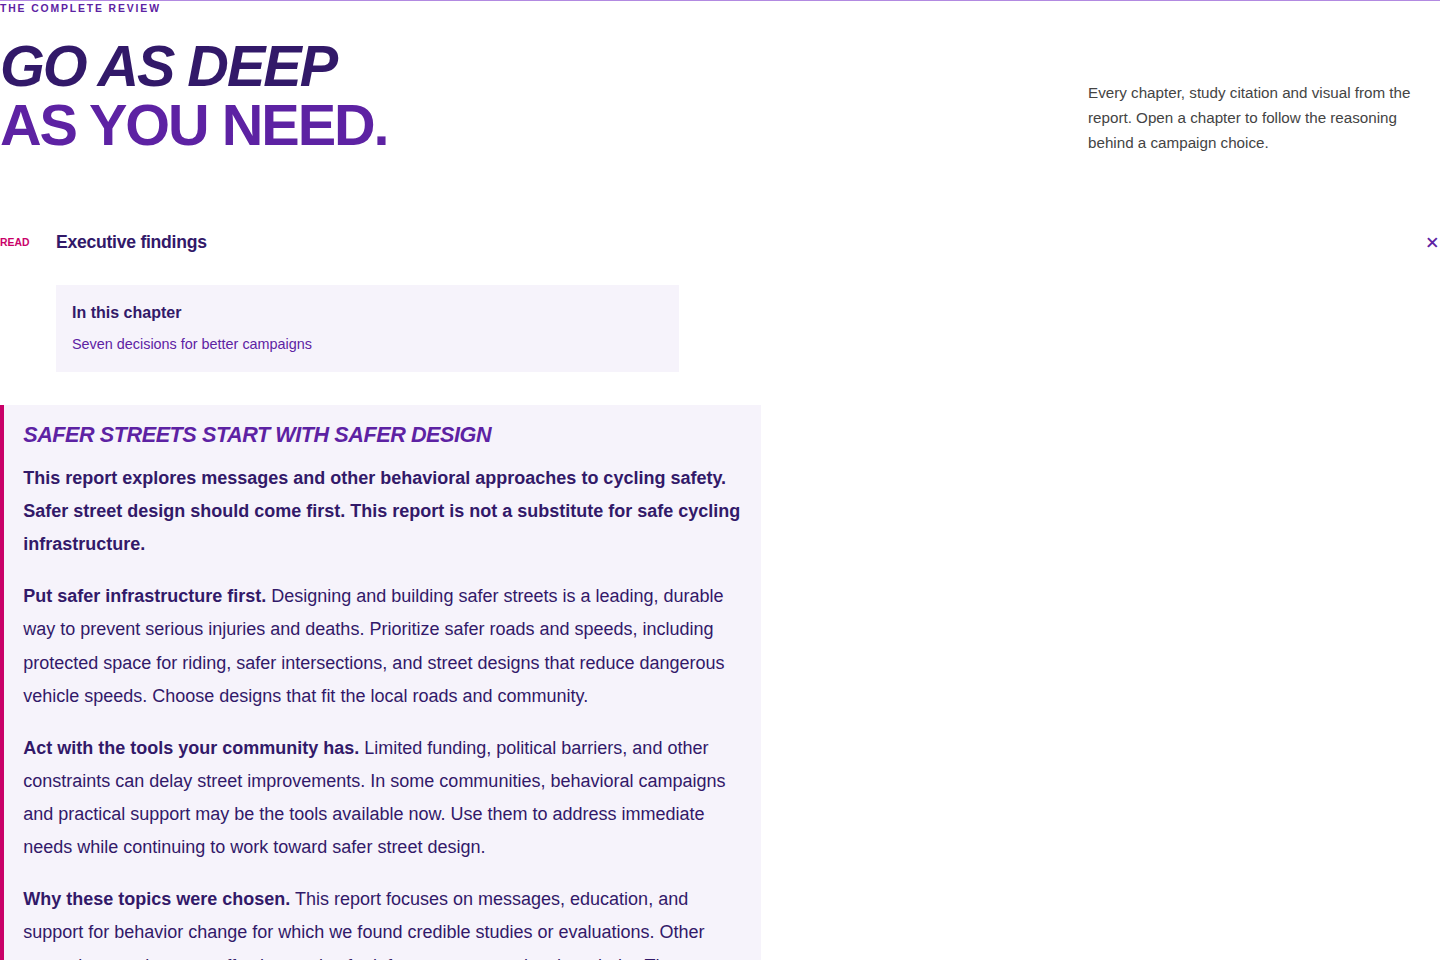 THE COMPLETE REVIEW
GO AS DEEP
AS YOU NEED.
Every chapter, study citation and visual from the
report. Open a chapter to follow the reasoning
behind a campaign choice.
READ
Executive findings
×
In this chapter
Seven decisions for better campaigns
SAFER STREETS START WITH SAFER DESIGN
This report explores messages and other behavioral approaches to cycling safety.
Safer street design should come first. This report is not a substitute for safe cycling
infrastructure.
Put safer infrastructure first. Designing and building safer streets is a leading, durable
way to prevent serious injuries and deaths. Prioritize safer roads and speeds, including
protected space for riding, safer intersections, and street designs that reduce dangerous
vehicle speeds. Choose designs that fit the local roads and community.
Act with the tools your community has. Limited funding, political barriers, and other
constraints can delay street improvements. In some communities, behavioral campaigns
and practical support may be the tools available now. Use them to address immediate
needs while continuing to work toward safer street design.
Why these topics were chosen. This report focuses on messages, education, and
support for behavior change for which we found credible studies or evaluations. Other